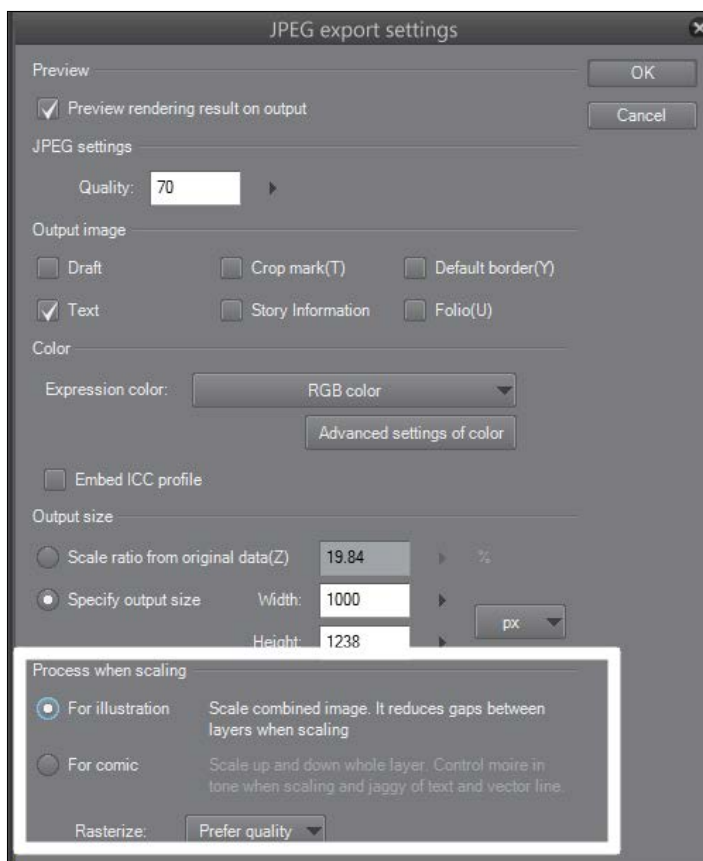 JPEG export settings
Preview
OK
Preview rendering result on output
Cancel
JPEG settings
Quality: 70
Output image
Draft Crop mark(T) Default border(Y)
Text Story Information Folio(U)
Color
Expression color: RGB color
Advanced settings of color
Embed ICC profile
Output size
Scale ratio from original data(Z) 19.84 %
Specify output size Width: 1000
px
Height: 1238
Process when scaling
For illustration Scale combined image. It reduces gaps between
layers when scaling
For comic Scale up and down whole layer. Control moire in
tone when scaling and jaggy of text and vector line.
Rasterize: Prefer quality